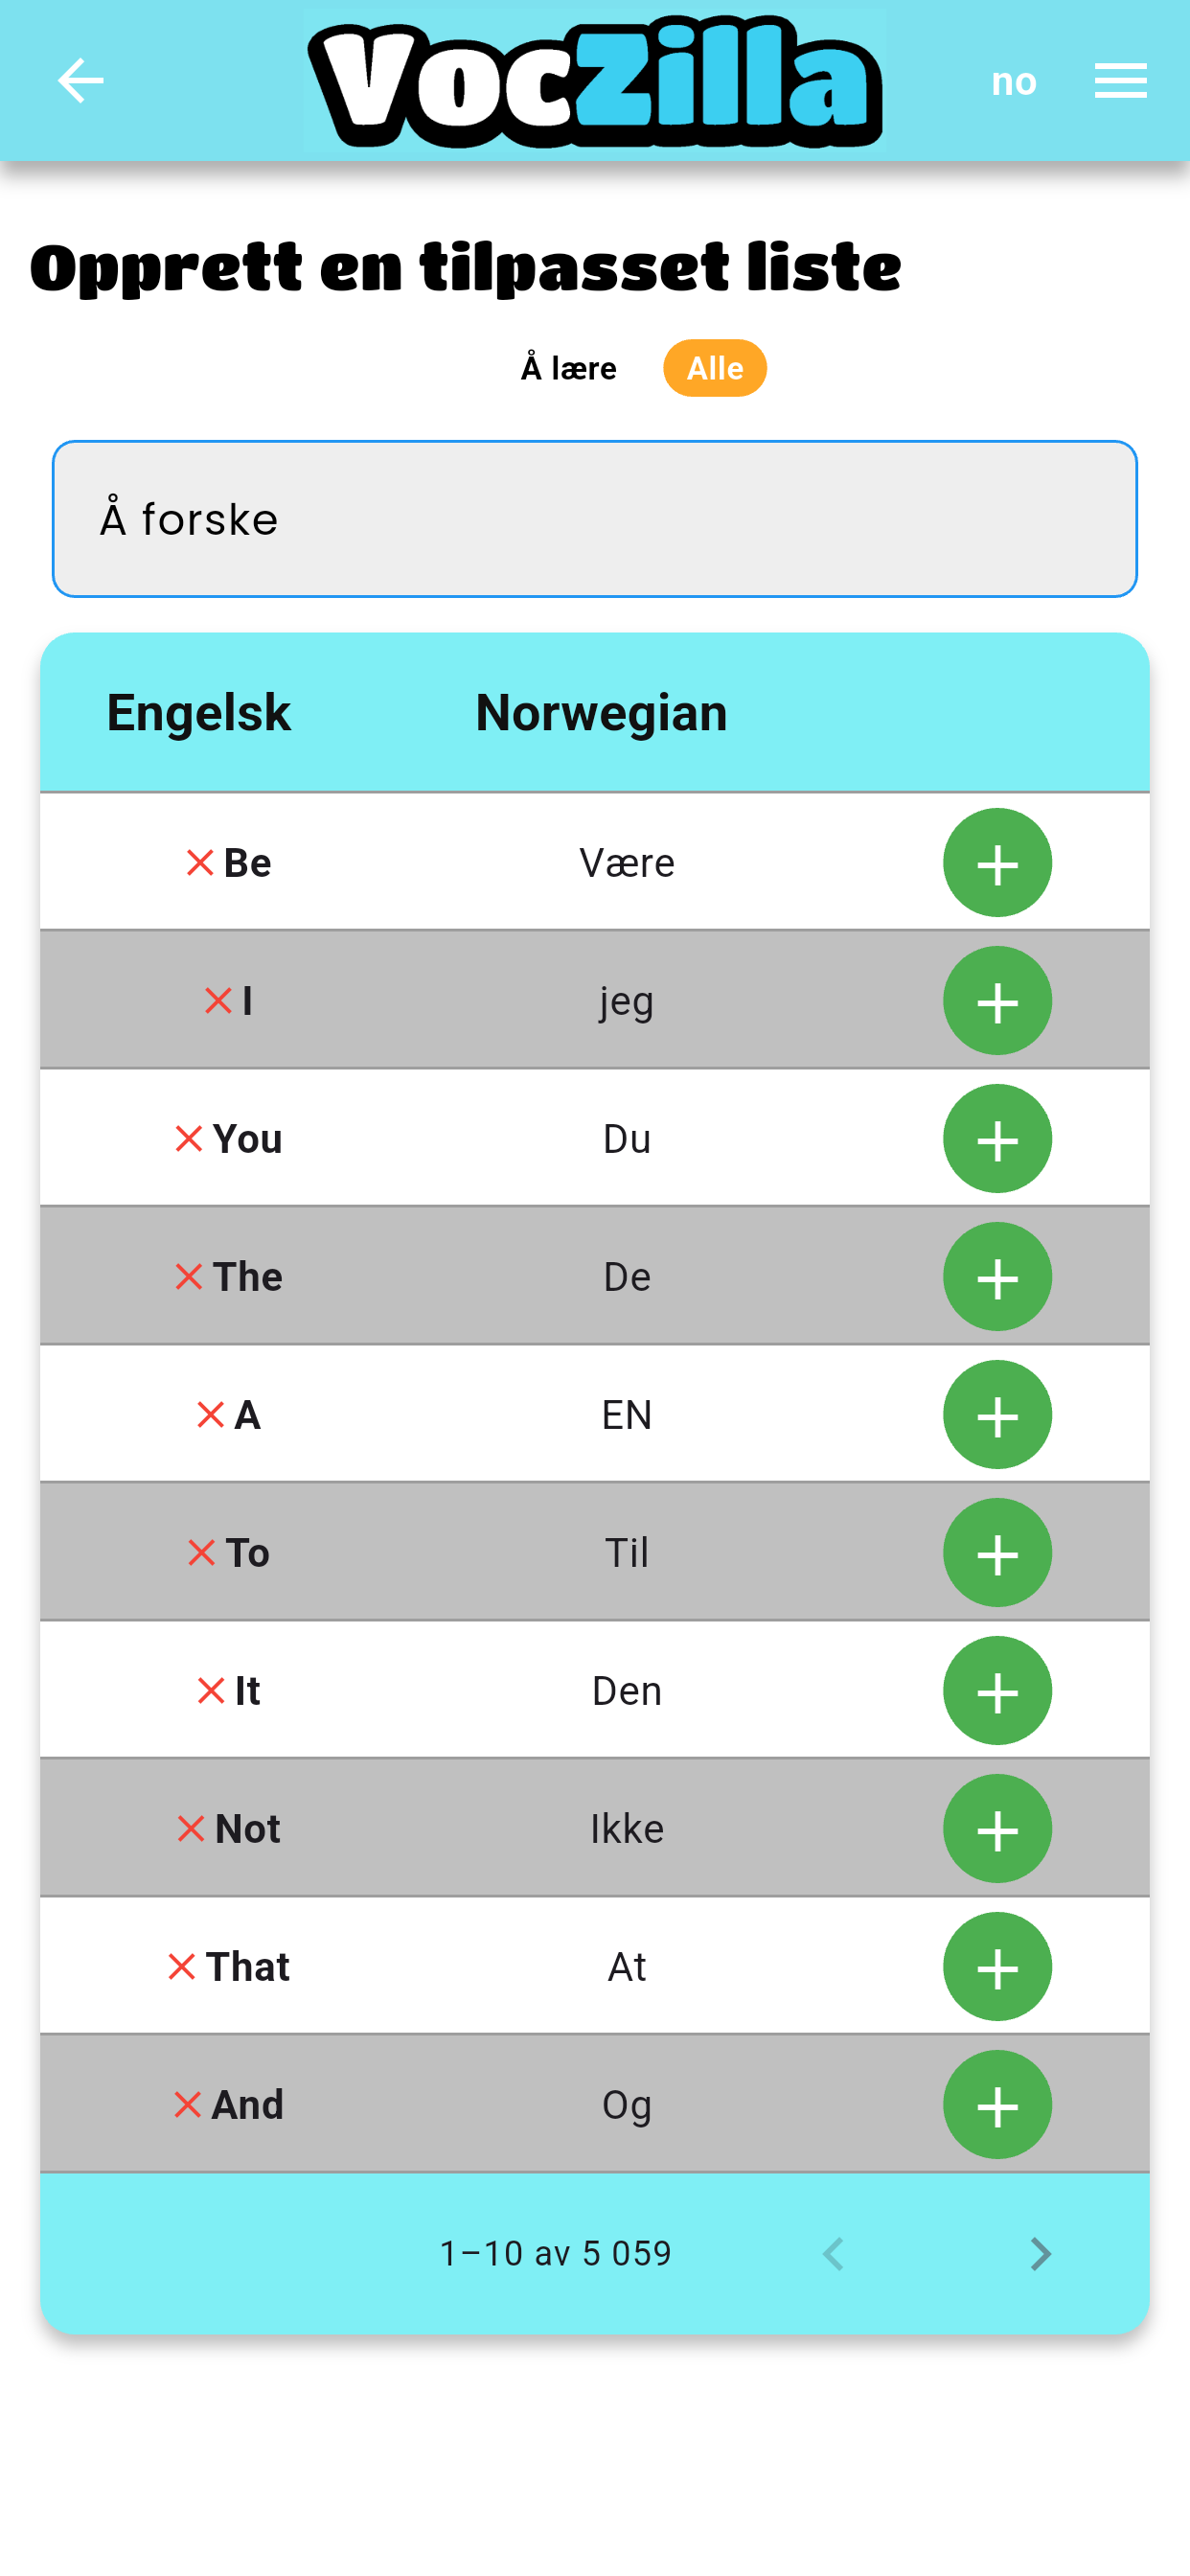 VocZilla
no
Opprett en tilpasset liste
Å lære Alle
Å forske
Engelsk Norwegian
Be Være
I jeg
You Du
The De
A EN
To Til
It Den
Not Ikke
That At
And Og
1–10 av 5 059